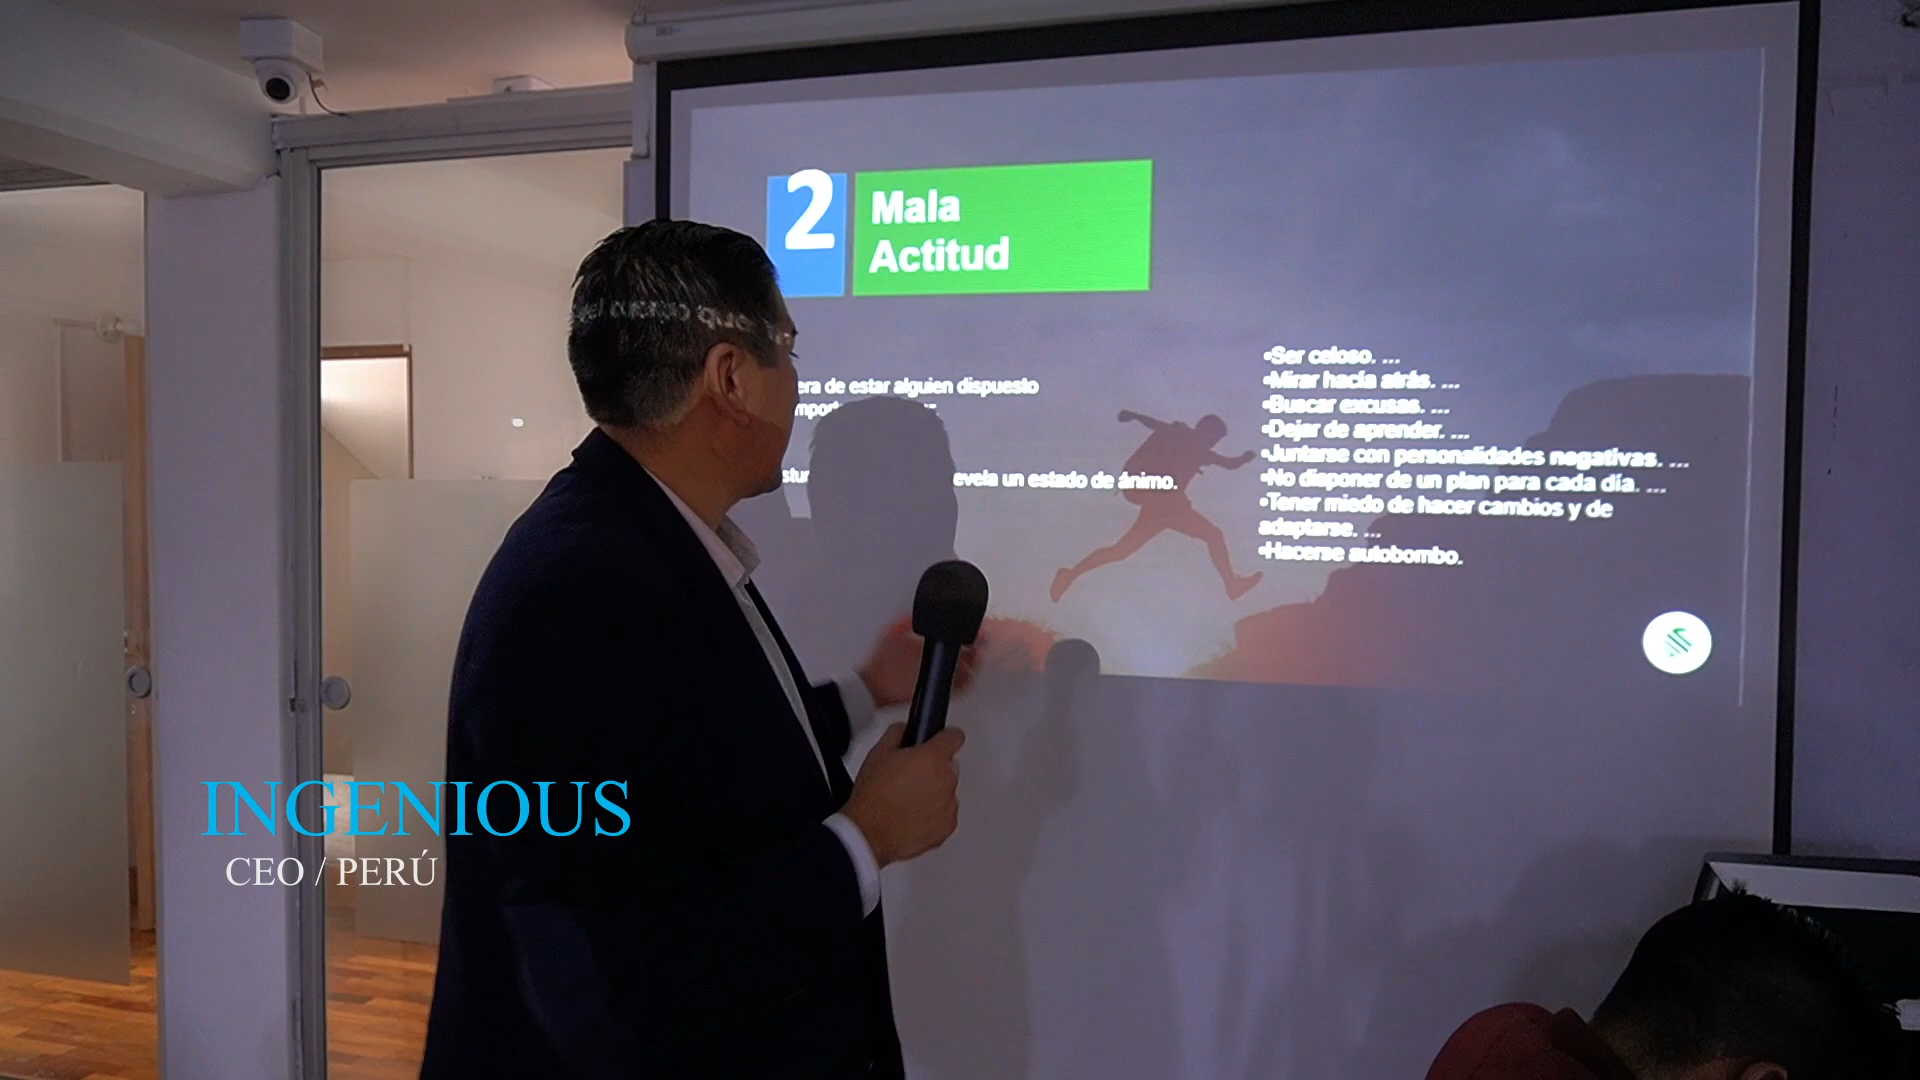 2
Mala
Actitud
de estar alguien dispuesto
un estado de ánimo.
•Ser celoso. ...
•Mirar hacia atrás. ...
•Buscar excusas. ...
•Dejar de aprender. ...
•Juntarse con personalidades negativas. ...
•No disponer de un plan para cada día. ...
•Tener miedo de hacer cambios y de
adaptarse. ...
•Hacerse autobombo.
INGENIOUS
CEO / PERÚ